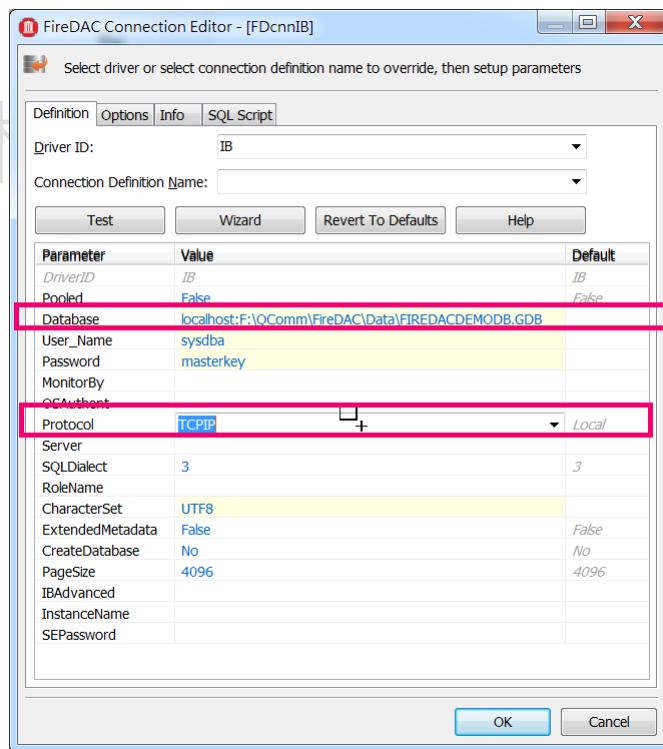 FireDAC Connection Editor - [FDcnnIB]
Select driver or select connection definition name to override, then setup parameters
Definition Options Info SQL Script
Driver ID: IB
Connection Definition Name:
Test Wizard Revert To Defaults Help
Parameter Value Default
DriverID IB IB
Pooled False False
Database localhost:F:\QComm\FireDAC\Data\FIREDACDEMODB.GDB
User_Name sysdba
Password masterkey
MonitorBy
OSAuthent
Protocol TCPIP Local
Server
SQLDialect 3 3
RoleName
CharacterSet UTF8
ExtendedMetadata False False
CreateDatabase No No
PageSize 4096 4096
IBAdvanced
InstanceName
SEPassword
OK Cancel